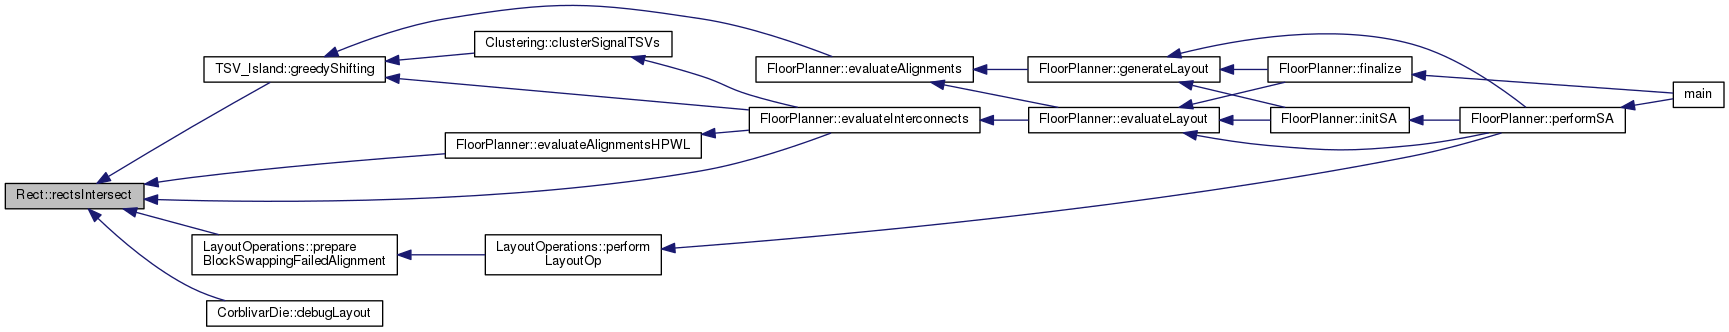 Rect::rectsIntersect
TSV_Island::greedyShifting
Clustering::clusterSignalTSVs
FloorPlanner::evaluateAlignments
FloorPlanner::generateLayout
FloorPlanner::finalize
main
FloorPlanner::evaluateInterconnects
FloorPlanner::evaluateLayout
FloorPlanner::initSA
FloorPlanner::performSA
FloorPlanner::evaluateAlignmentsHPWL
LayoutOperations::prepare
BlockSwappingFailedAlignment
LayoutOperations::perform
LayoutOp
CorblivarDie::debugLayout